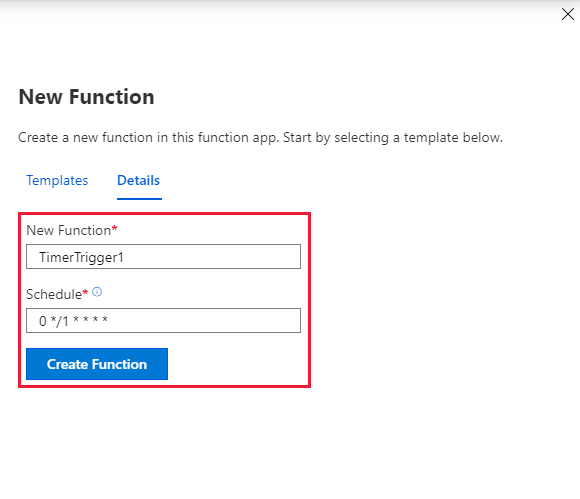 New Function
Create a new function in this function app. Start by selecting a template below.
Templates Details
New Function*
TimerTrigger1
Schedule*
0 */1 * * * *
Create Function